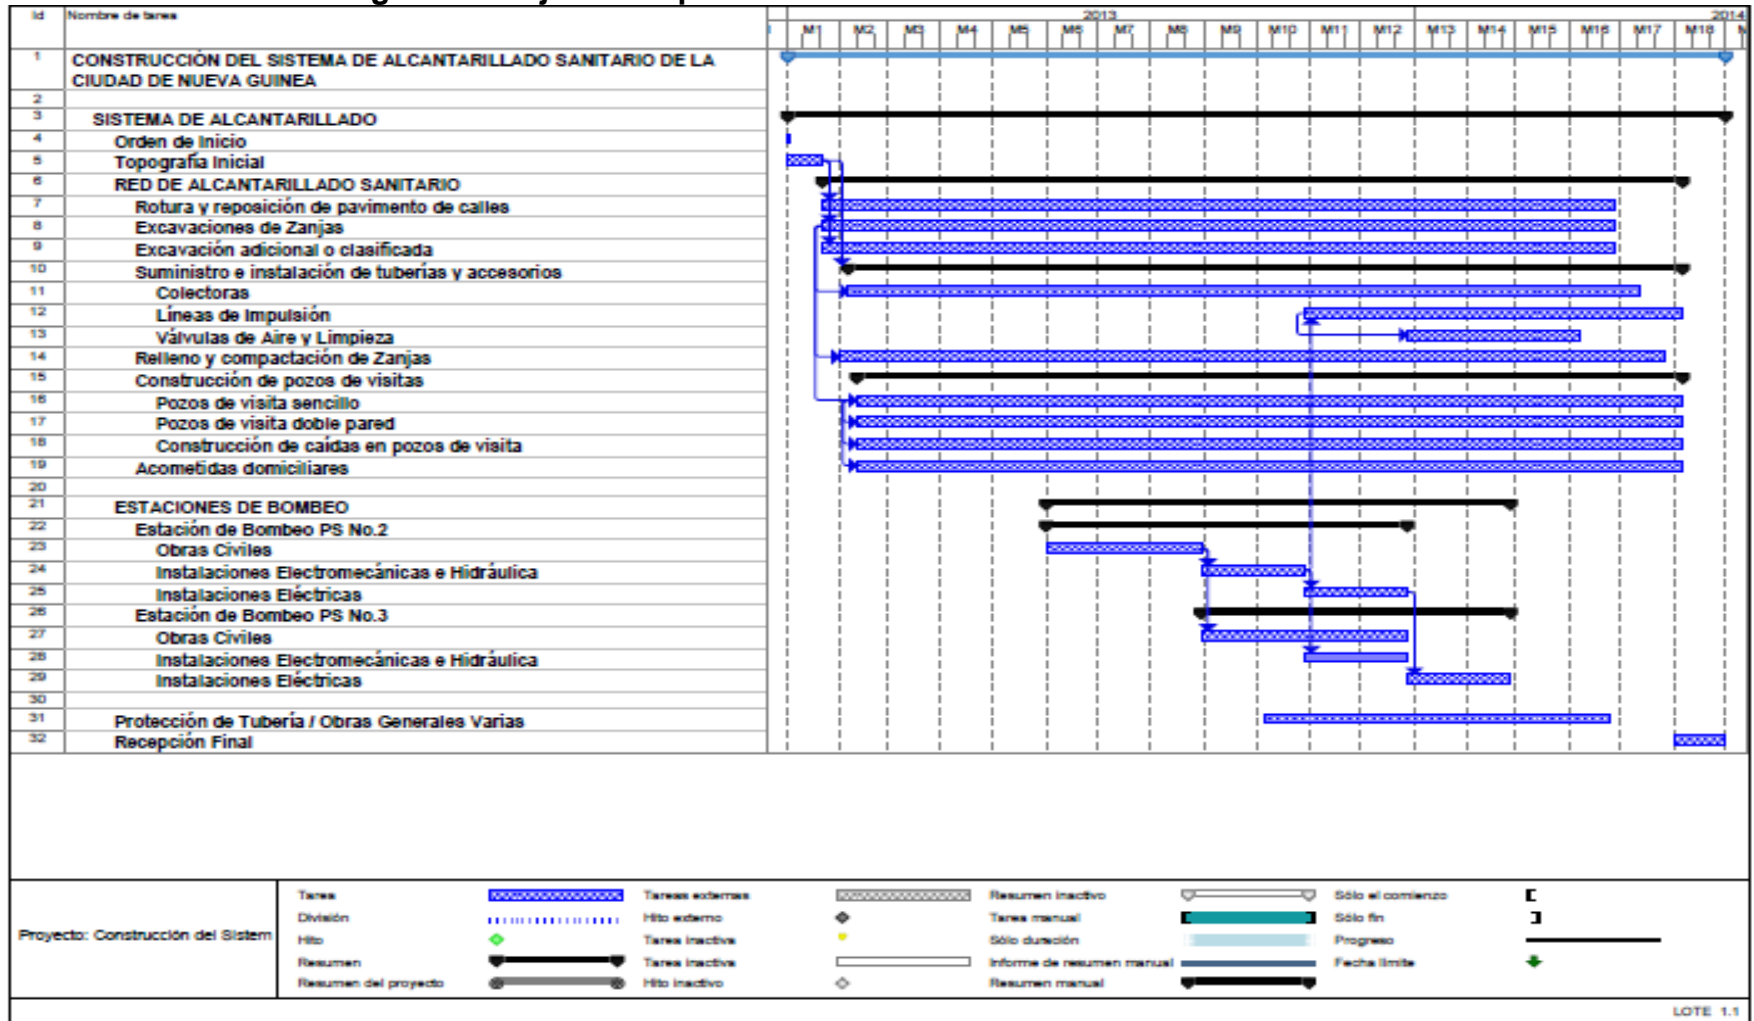 Id Nombre de tarea 2013 2014
M1 M2 M3 M4 M5 M6 M7 M8 M9 M10 M11 M12 M13 M14 M15 M16 M17 M18
1 CONSTRUCCIÓN DEL SISTEMA DE ALCANTARILLADO SANITARIO DE LA
CIUDAD DE NUEVA GUINEA
2
3 SISTEMA DE ALCANTARILLADO
4 Orden de Inicio
5 Topografía Inicial
6 RED DE ALCANTARILLADO SANITARIO
7 Rotura y reposición de pavimento de calles
8 Excavaciones de Zanjas
9 Excavación adicional o clasificada
10 Suministro e instalación de tuberías y accesorios
11 Colectoras
12 Líneas de Impulsión
13 Válvulas de Aire y Limpieza
14 Relleno y compactación de Zanjas
15 Construcción de pozos de visitas
16 Pozos de visita sencillo
17 Pozos de visita doble pared
18 Construcción de caídas en pozos de visita
19 Acometidas domiciliares
20
21 ESTACIONES DE BOMBEO
22 Estación de Bombeo PS No.2
23 Obras Civiles
24 Instalaciones Electromecánicas e Hidráulica
25 Instalaciones Eléctricas
26 Estación de Bombeo PS No.3
27 Obras Civiles
28 Instalaciones Electromecánicas e Hidráulica
29 Instalaciones Eléctricas
30
31 Protección de Tubería / Obras Generales Varias
32 Recepción Final
Proyecto: Construcción del Sistem
Tarea Tareas externas Resumen inactivo Sólo el comienzo
División Hito externo Tarea manual Sólo fin
Hito Tarea inactiva Sólo duración Progreso
Resumen Tarea inactiva Informe de resumen manual Fecha límite
Resumen del proyecto Hito inactivo Resumen manual
LOTE 1.1